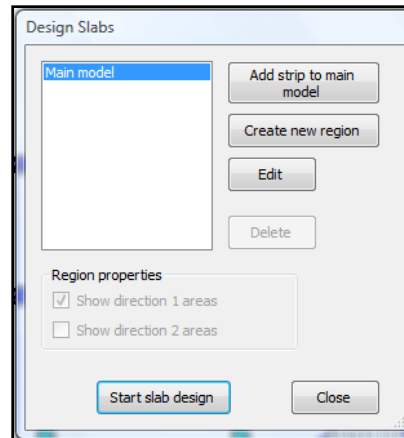 Design Slabs
Main model
Add strip to main
model
Create new region
Edit
Delete
Region properties
Show direction 1 areas
Show direction 2 areas
Start slab design
Close